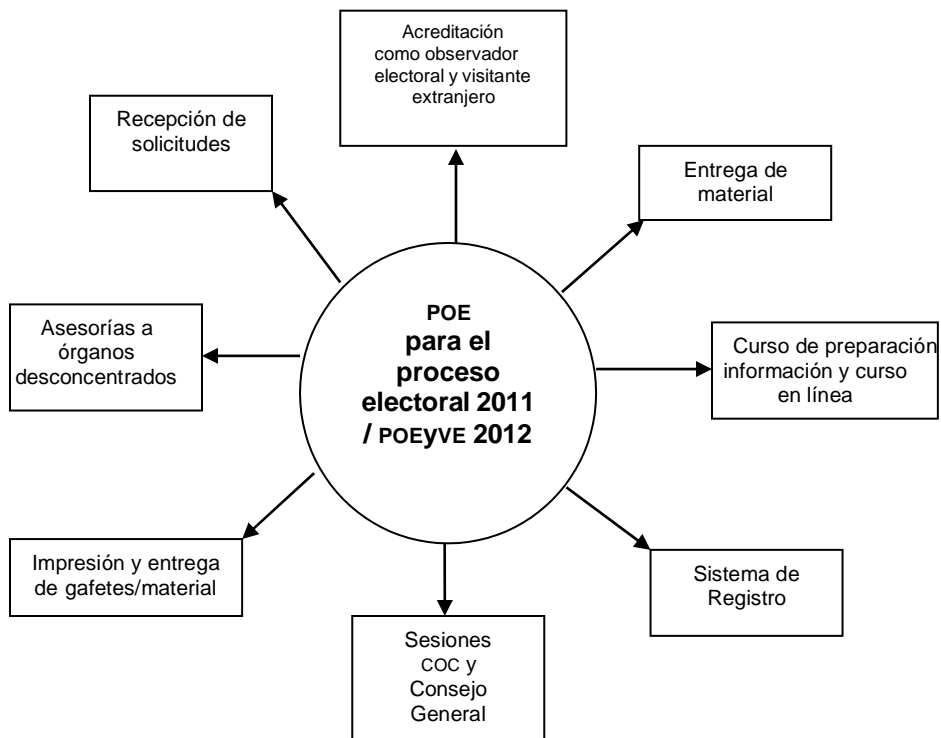 Acreditación
como observador
electoral y visitante
extranjero
Recepción de
solicitudes
Entrega de
material
POE
para el
proceso
electoral 2011
/ POEyVE 2012
Asesorías a
órganos
desconcentrados
Curso de preparación
información y curso
en línea
Impresión y entrega
de gafetes/material
Sistema de
Registro
Sesiones
COC y
Consejo
General